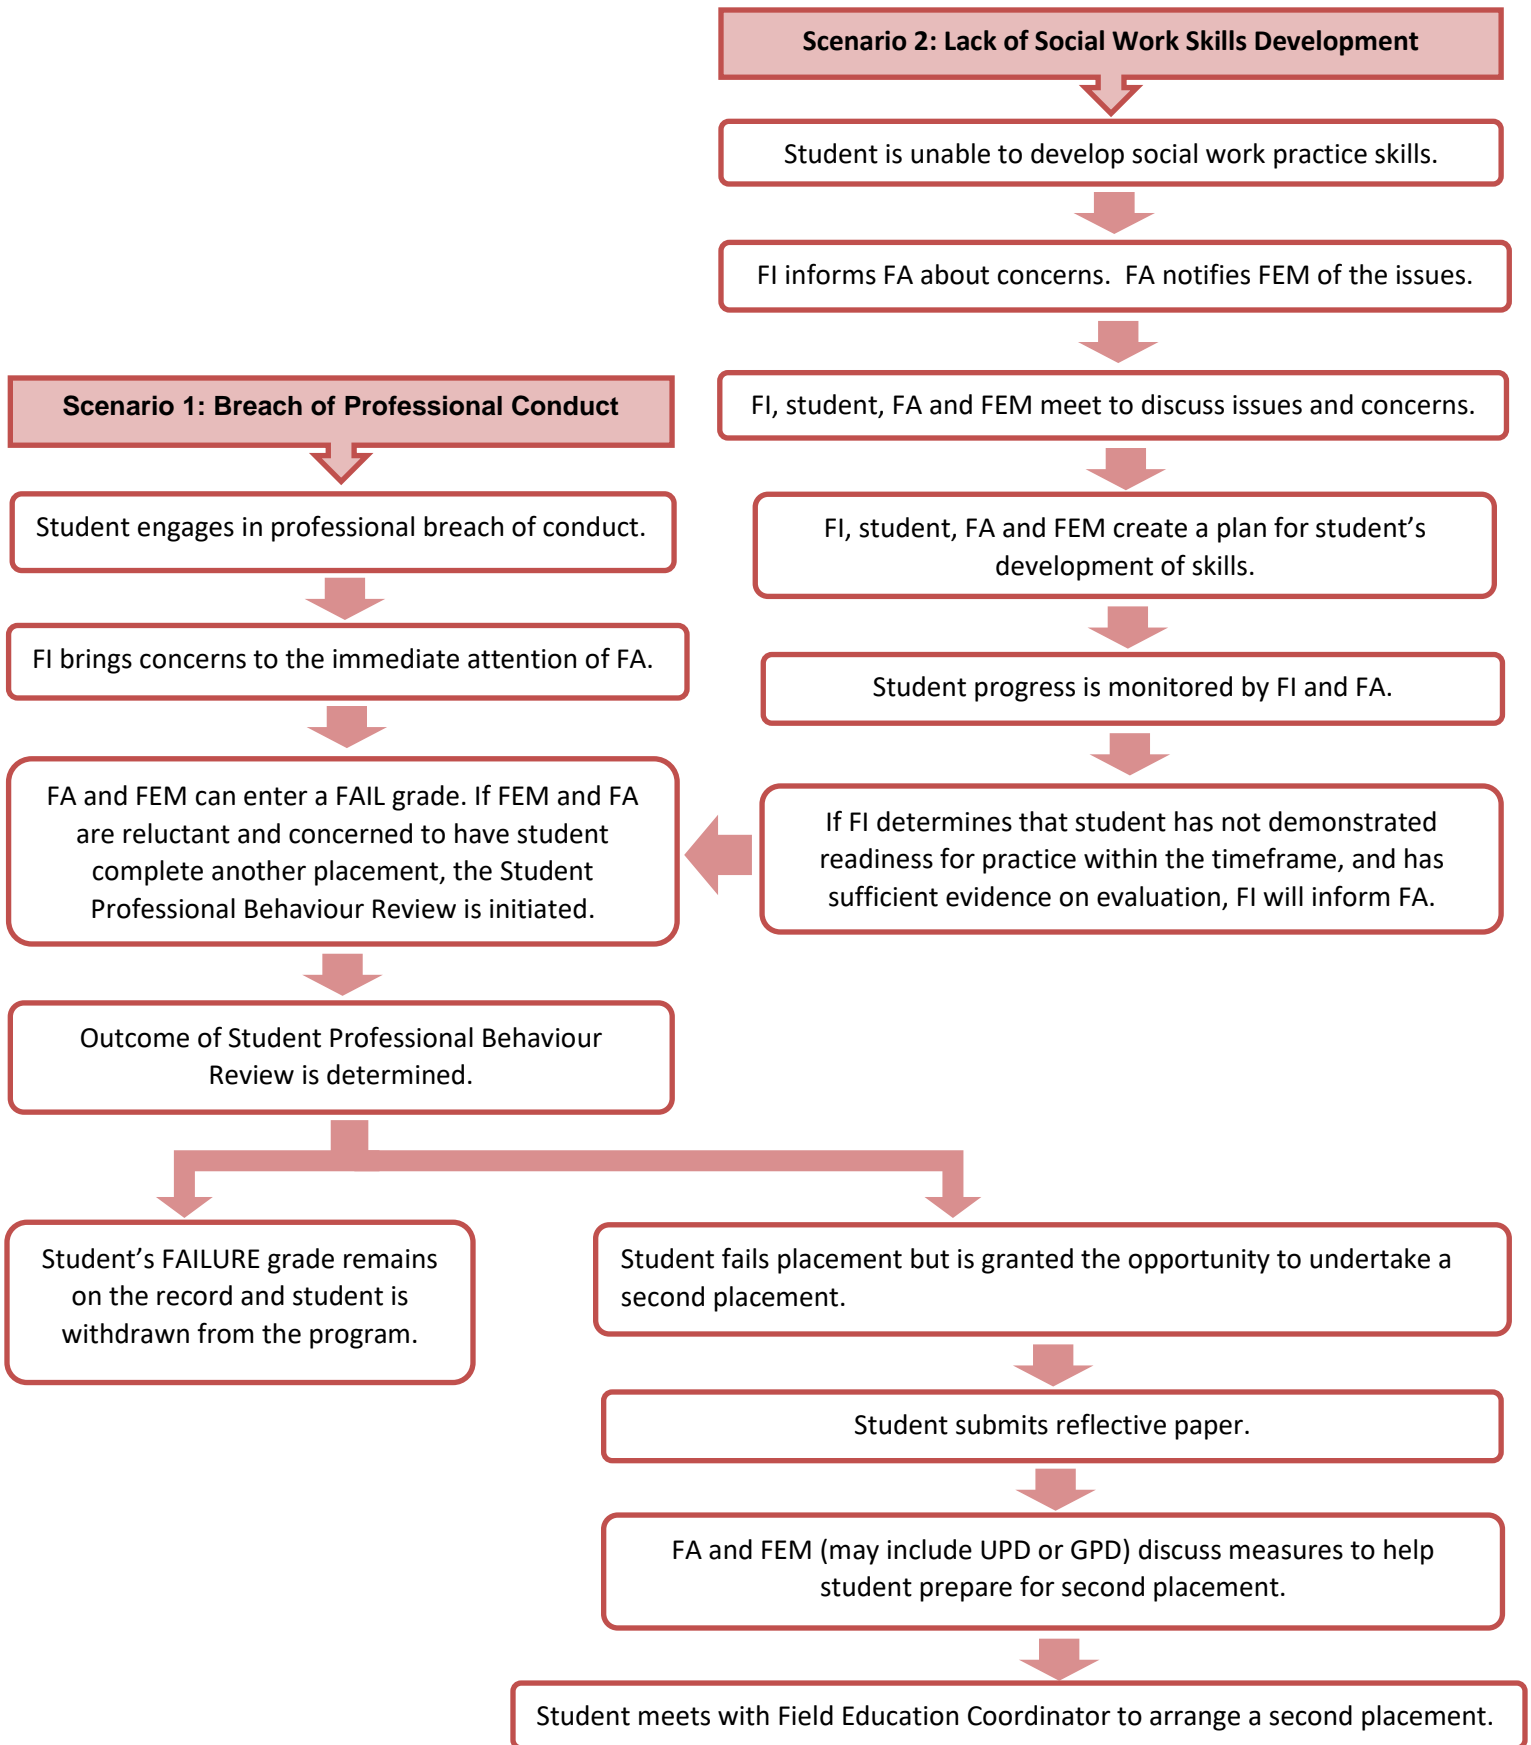 Scenario 2: Lack of Social Work Skills Development
Student is unable to develop social work practice skills.
FI informs FA about concerns.  FA notifies FEM of the issues.
FI, student, FA and FEM meet to discuss issues and concerns.
FI, student, FA and FEM create a plan for student’s
development of skills.
Student progress is monitored by FI and FA.
If FI determines that student has not demonstrated
readiness for practice within the timeframe, and has
sufficient evidence on evaluation, FI will inform FA.
Scenario 1: Breach of Professional Conduct
Student engages in professional breach of conduct.
FI brings concerns to the immediate attention of FA.
FA and FEM can enter a FAIL grade. If FEM and FA
are reluctant and concerned to have student
complete another placement, the Student
Professional Behaviour Review is initiated.
Outcome of Student Professional Behaviour
Review is determined.
Student’s FAILURE grade remains
on the record and student is
withdrawn from the program.
Student fails placement but is granted the opportunity to undertake a
second placement.
Student submits reflective paper.
FA and FEM (may include UPD or GPD) discuss measures to help
student prepare for second placement.
Student meets with Field Education Coordinator to arrange a second placement.